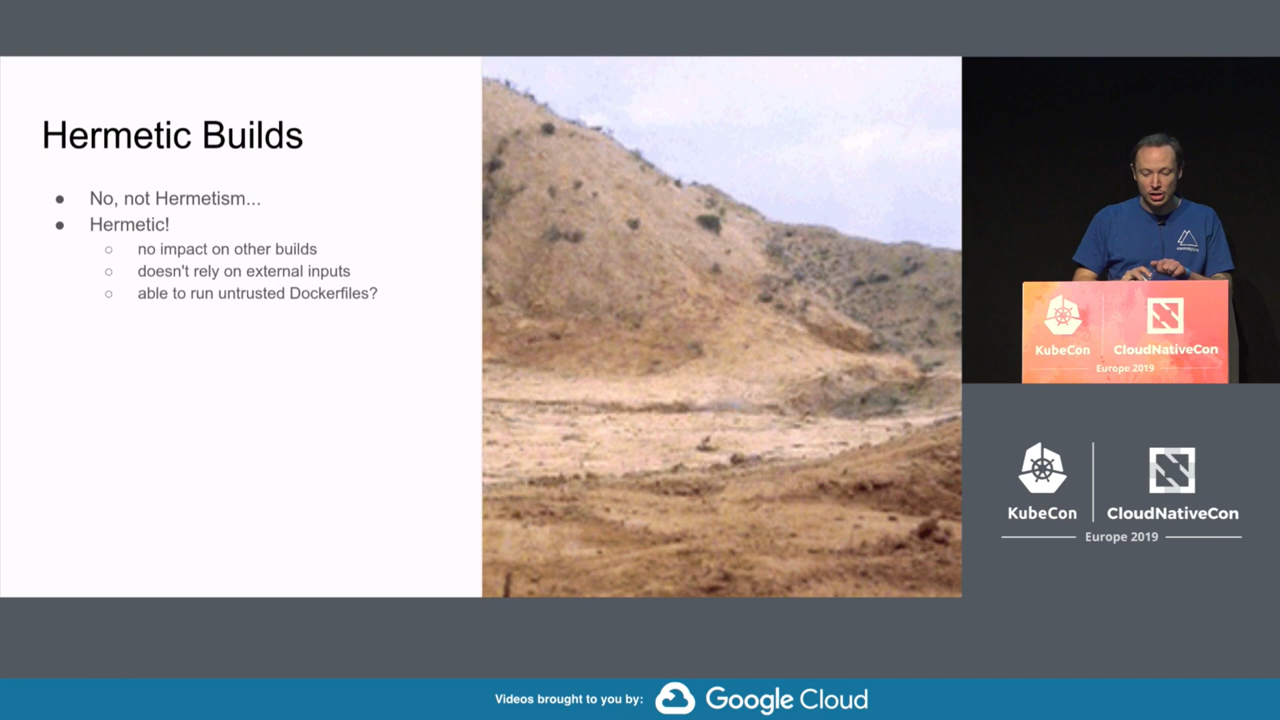 Hermetic Builds
No, not Hermetism...
Hermetic!
no impact on other builds
doesn't rely on external inputs
able to run untrusted Dockerfiles?
KubeCon
CloudNativeCon
Europe 2019
KubeCon
CloudNativeCon
Europe 2019
Videos brought to you by:
Google Cloud